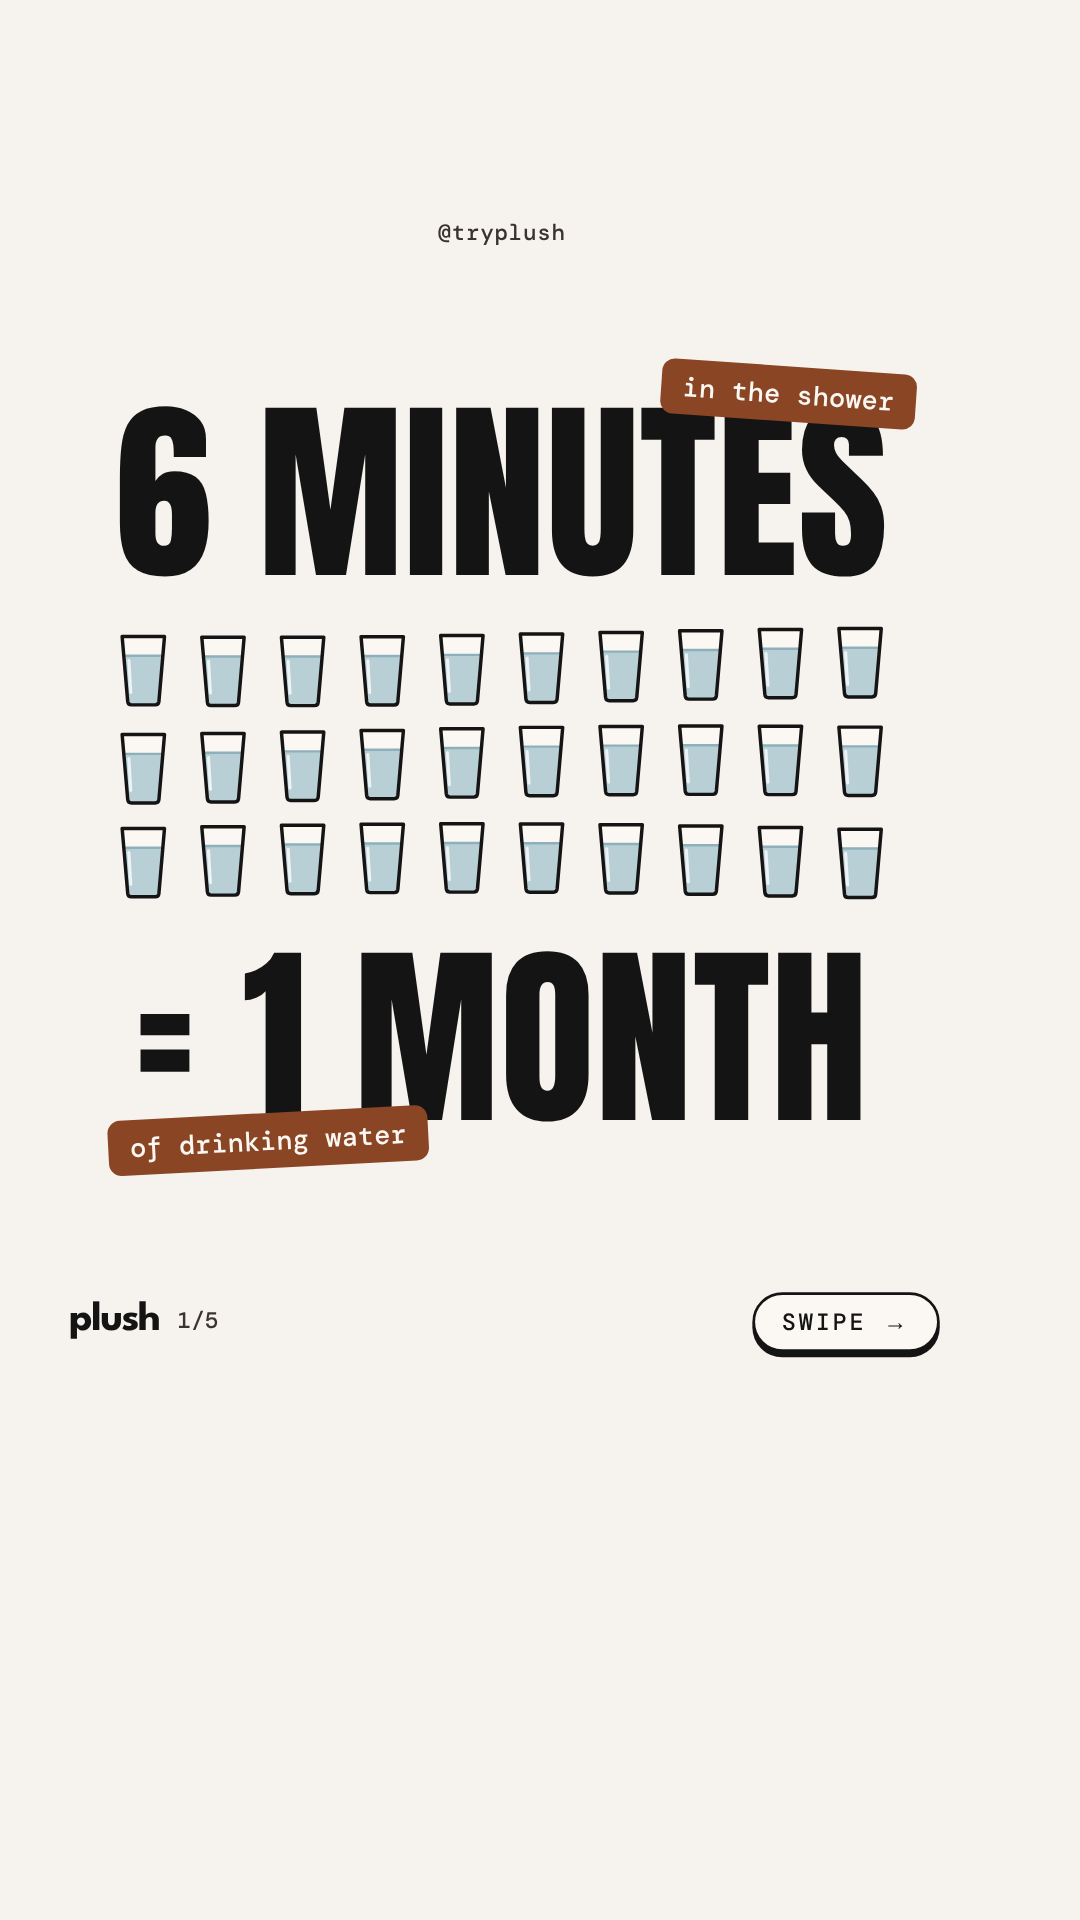 @tryplush
in the shower
6 MINUTES
= 1 MONTH
of drinking water
plush 1/5
SWIPE →